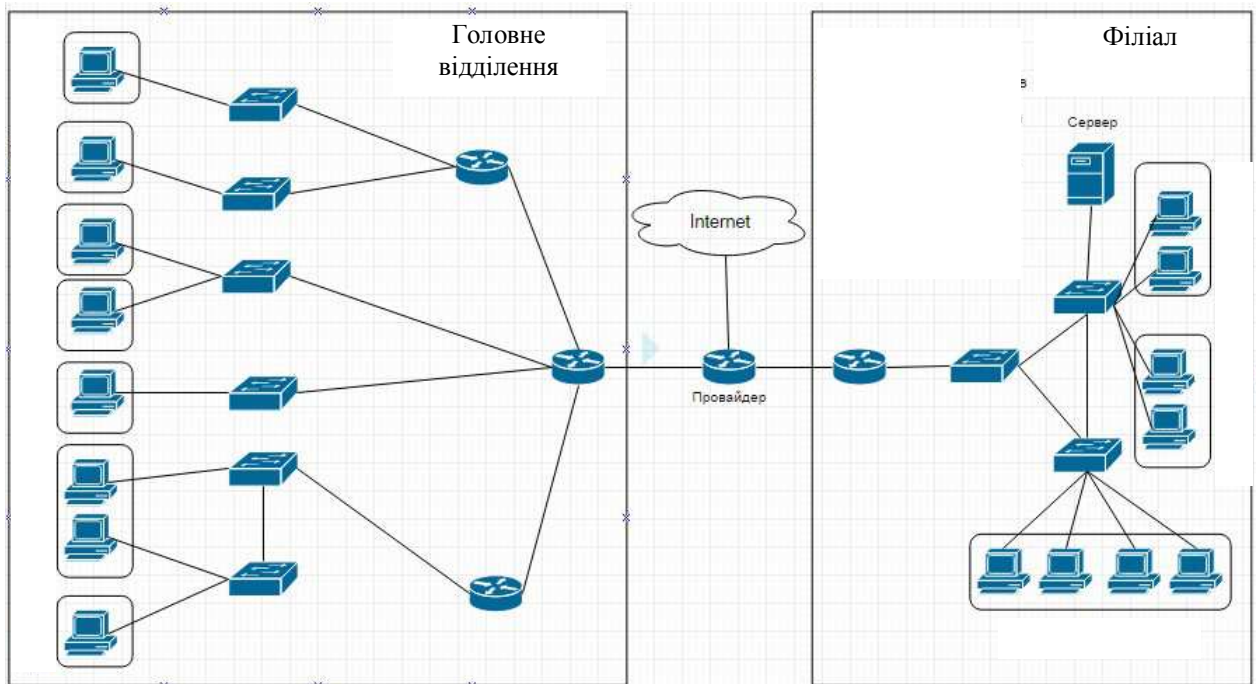 Головне
відділення
Філіал
Сервер
Internet
Провайдер